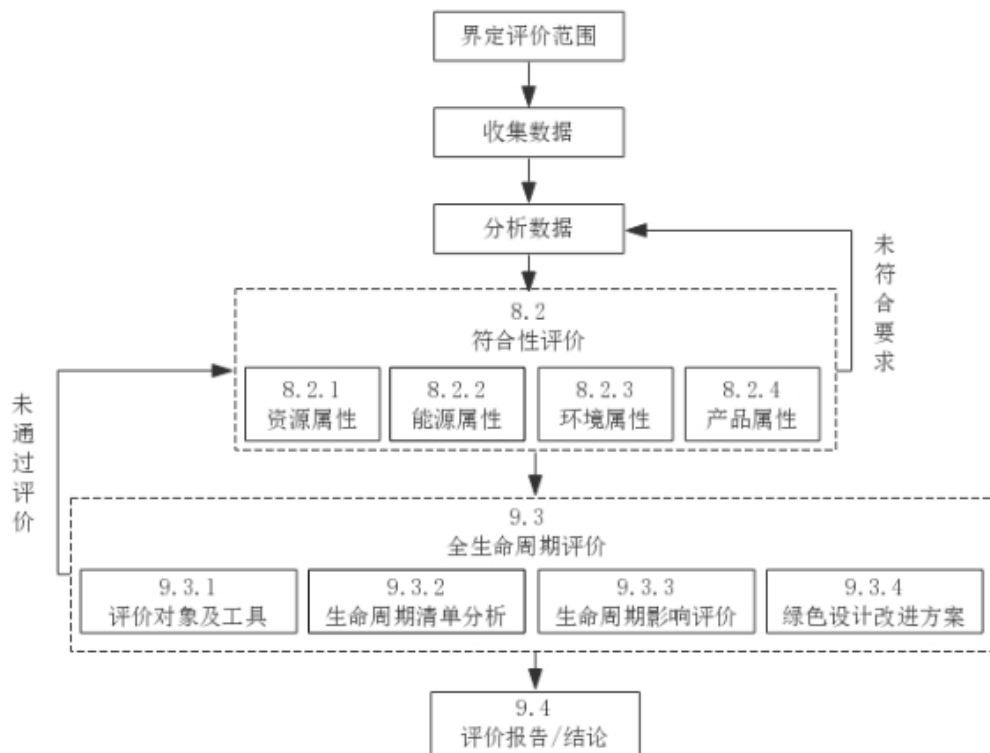 界定评价范围
收集数据
分析数据
未符合要求
8.2
符合性评价
8.2.1
资源属性
8.2.2
能源属性
8.2.3
环境属性
8.2.4
产品属性
未通过评价
9.3
全生命周期评价
9.3.1
评价对象及工具
9.3.2
生命周期清单分析
9.3.3
生命周期影响评价
9.3.4
绿色设计改进方案
9.4
评价报告/结论